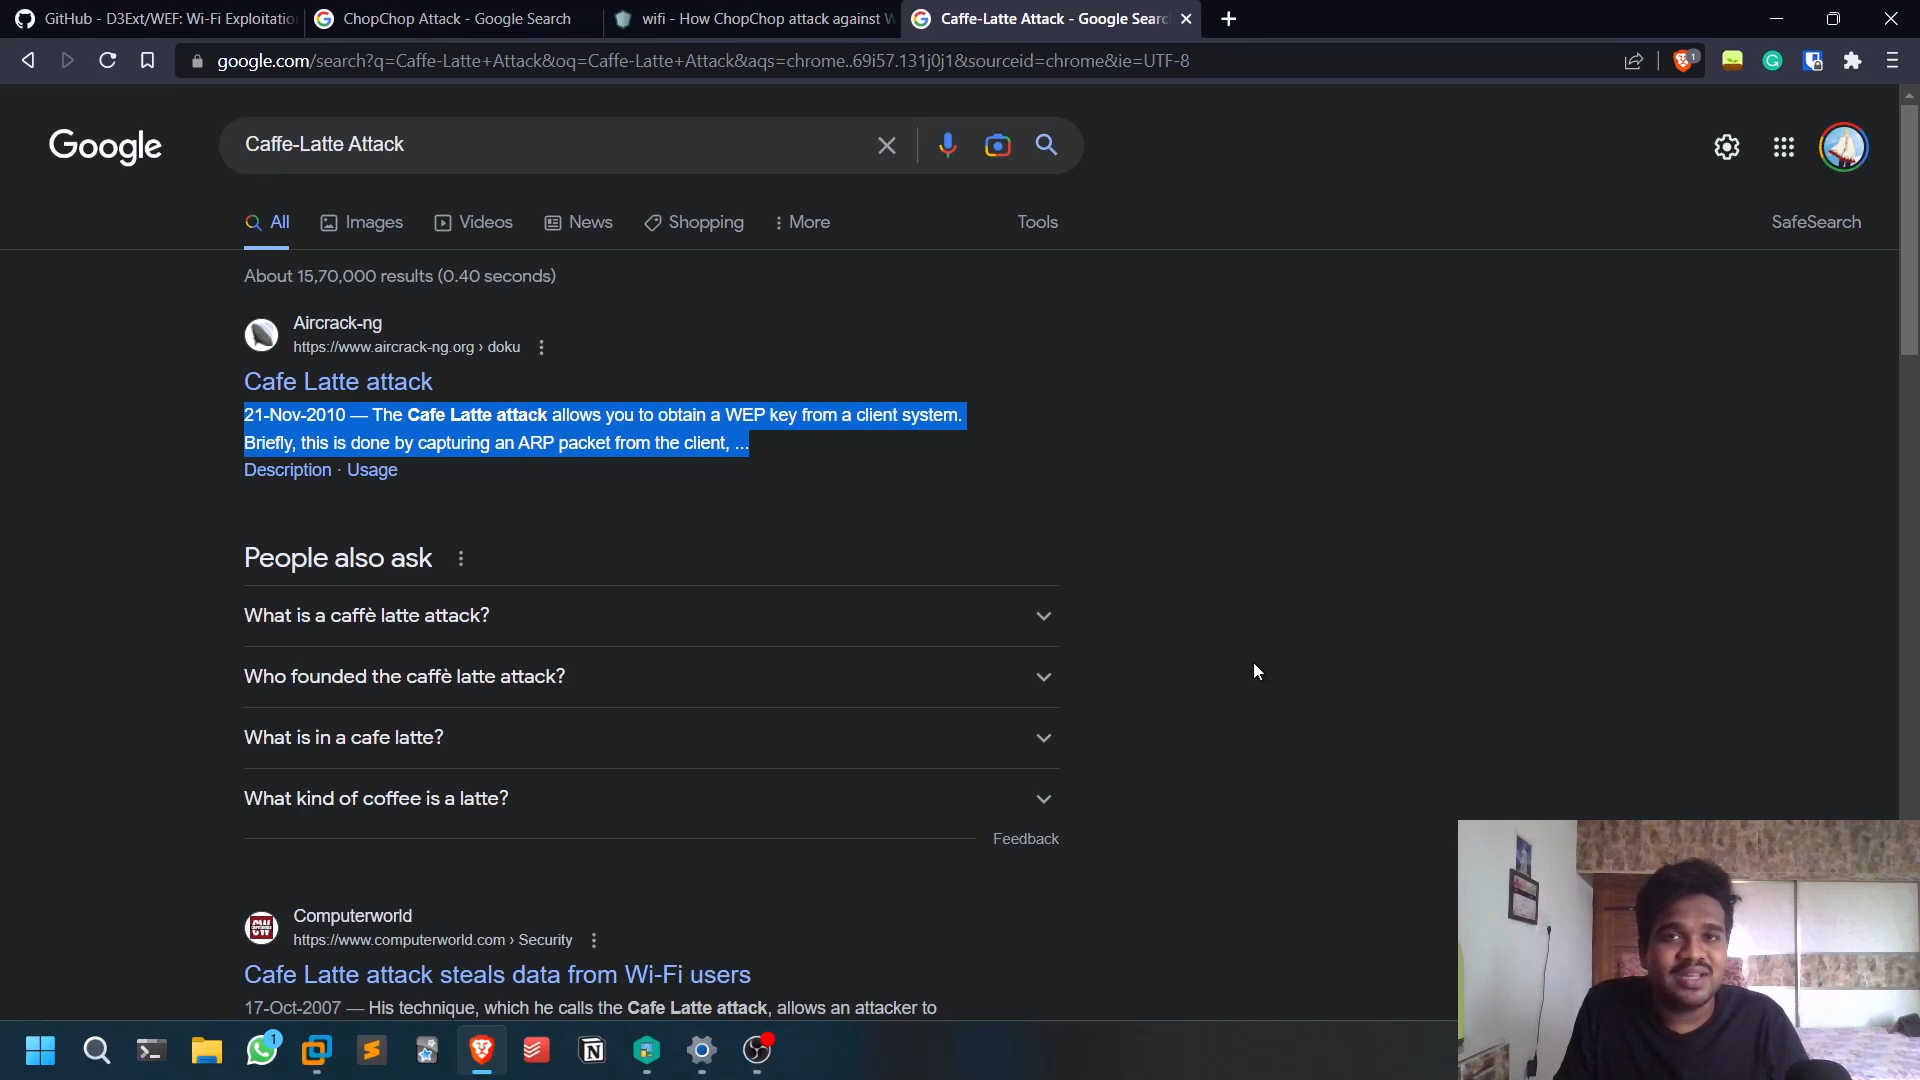 GitHub - D3Ext/WEF: Wi-Fi Exploitatio
ChopChop Attack - Google Search
wifi - How ChopChop attack against W
Caffe-Latte Attack - Google Searc
google.com/search?q=Caffe-Latte+Attack&oq=Caffe-Latte+Attack&aqs=chrome..69i57.131j0j1&sourceid=chrome&ie=UTF-8
1
Google
Caffe-Latte Attack
All
Images
Videos
News
Shopping
More
Tools
SafeSearch
About 15,70,000 results (0.40 seconds)
Aircrack-ng
https://www.aircrack-ng.org › doku
Cafe Latte attack
21-Nov-2010 — The Cafe Latte attack allows you to obtain a WEP key from a client system.
Briefly, this is done by capturing an ARP packet from the client, ...
Description · Usage
People also ask
What is a caffè latte attack?
Who founded the caffè latte attack?
What is in a cafe latte?
What kind of coffee is a latte?
Feedback
CW
Computerworld
https://www.computerworld.com › Security
Cafe Latte attack steals data from Wi-Fi users
17-Oct-2007 — His technique, which he calls the Cafe Latte attack, allows an attacker to
1